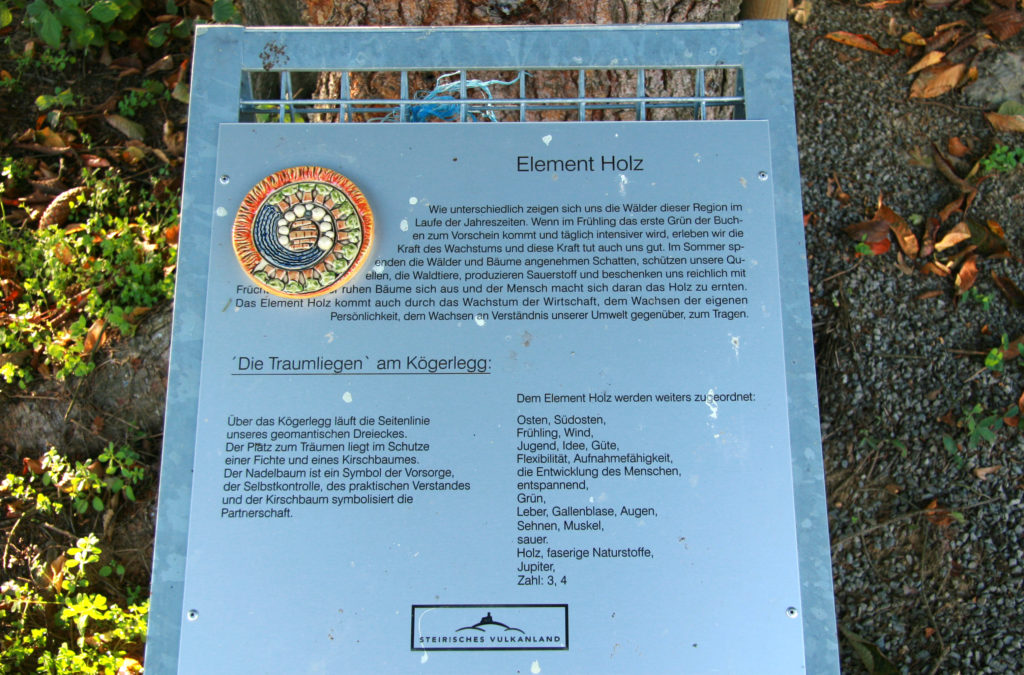 Element Holz
Wie unterschiedlich zeigen sich uns die Wälder dieser Region im
Laufe der Jahreszeiten. Wenn im Frühling das erste Grün der Buch-
en zum Vorschein kommt und täglich intensiver wird, erleben wir die
Kraft des Wachstums und diese Kraft tut auch uns gut. Im Sommer sp-
enden die Wälder und Bäume angenehmen Schatten, schützen unsere Qu-
ellen, die Waldtiere, produzieren Sauerstoff und beschenken uns reichlich mit
ruhen Bäume sich aus und der Mensch macht sich daran das Holz zu ernten.
Das Element Holz kommt auch durch das Wachstum der Wirtschaft, dem Wachsen der eigenen
Persönlichkeit, dem Wachsen an Verständnis unserer Umwelt gegenüber, zum Tragen.
´Die Traumliegen` am Kögerlegg:
Über das Kögerlegg läuft die Seitenlinie
unseres geomantischen Dreieckes.
Der Platz zum Träumen liegt im Schutze
einer Fichte und eines Kirschbaumes.
Der Nadelbaum ist ein Symbol der Vorsorge,
der Selbstkontrolle, des praktischen Verstandes
und der Kirschbaum symbolisiert die
Partnerschaft.
Dem Element Holz werden weiters zugeordnet:
Osten, Südosten,
Frühling, Wind,
Jugend, Idee, Güte,
Flexibilität, Aufnahmefähigkeit,
die Entwicklung des Menschen,
entspannend,
Grün,
Leber, Gallenblase, Augen,
Sehnen, Muskel,
sauer.
Holz, faserige Naturstoffe,
Jupiter,
Zahl: 3, 4
STEIRISCHES VULKANLAND